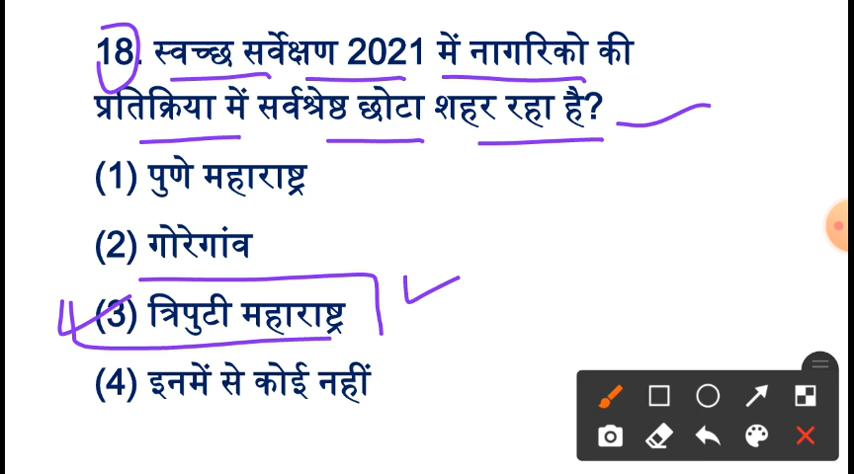 18. स्वच्छ सर्वेक्षण 2021 में नागरिको की
प्रतिक्रिया में सर्वश्रेष्ठ छोटा शहर रहा है?
(1) पुणे महाराष्ट्र
(2) गोरेगांव
(3) त्रिपुटी महाराष्ट्र
(4) इनमें से कोई नहीं